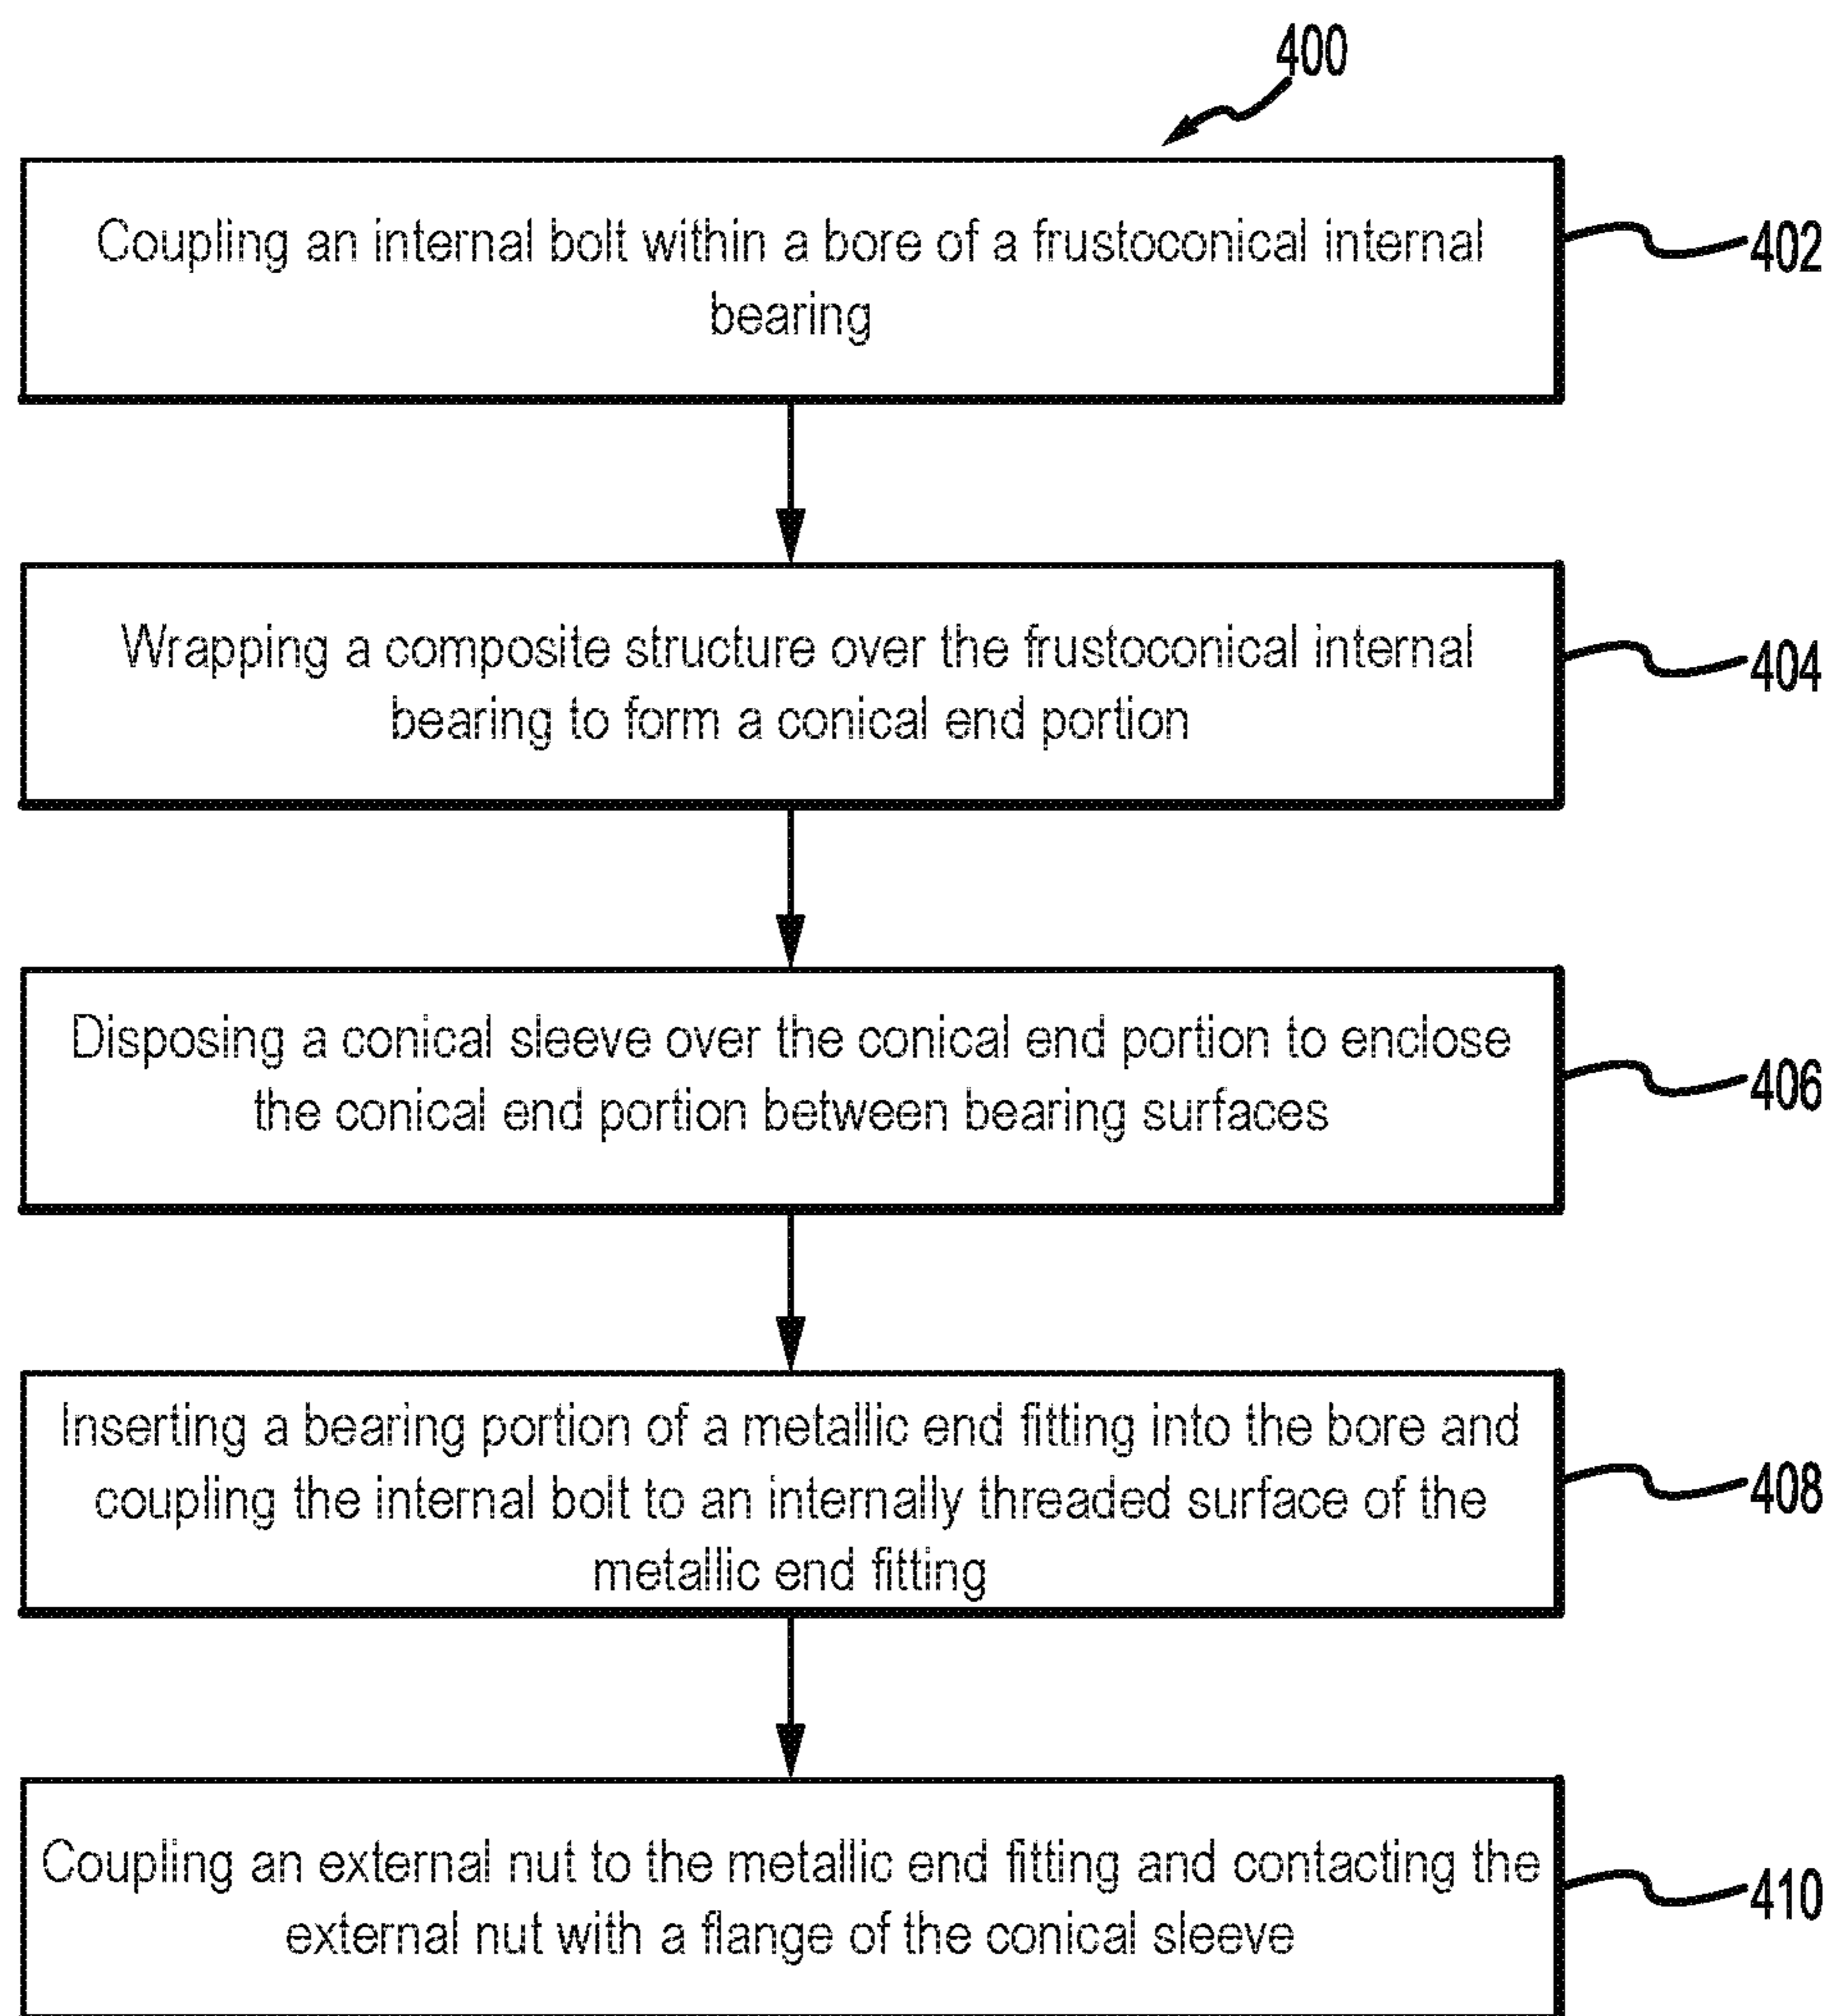 400
Coupling an internal bolt within a bore of a frustoconical internal
bearing
402
Wrapping a composite structure over the frustoconical internal
bearing to form a conical end portion
404
Disposing a conical sleeve over the conical end portion to enclose
the conical end portion between bearing surfaces
406
Inserting a bearing portion of a metallic end fitting into the bore and
coupling the internal bolt to an internally threaded surface of the
metallic end fitting
408
Coupling an external nut to the metallic end fitting and contacting the
external nut with a flange of the conical sleeve
410